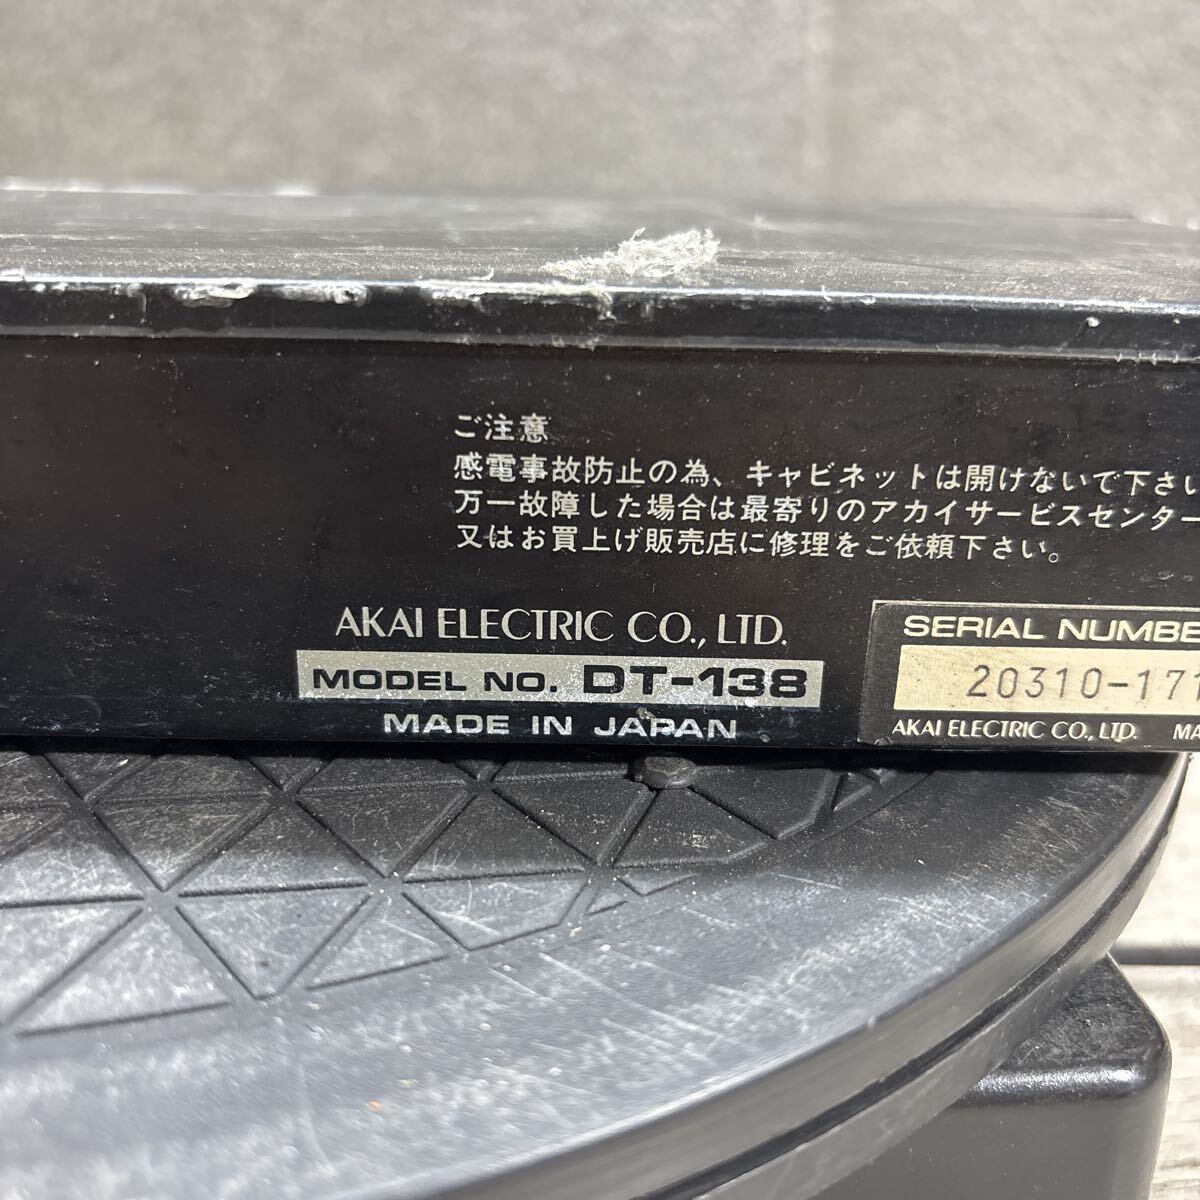 ご注意
感電事故防止の為、キャビネットは開けないで下さい
万一故障した場合は最寄りのアカイサービスセンター
又はお買上げ販売店に修理をご依頼下さい。
AKAI ELECTRIC CO., LTD.
MODEL NO. DT-138
MADE IN JAPAN
SERIAL NUMBE
20310-171
AKAI ELECTRIC CO., LTD. MA